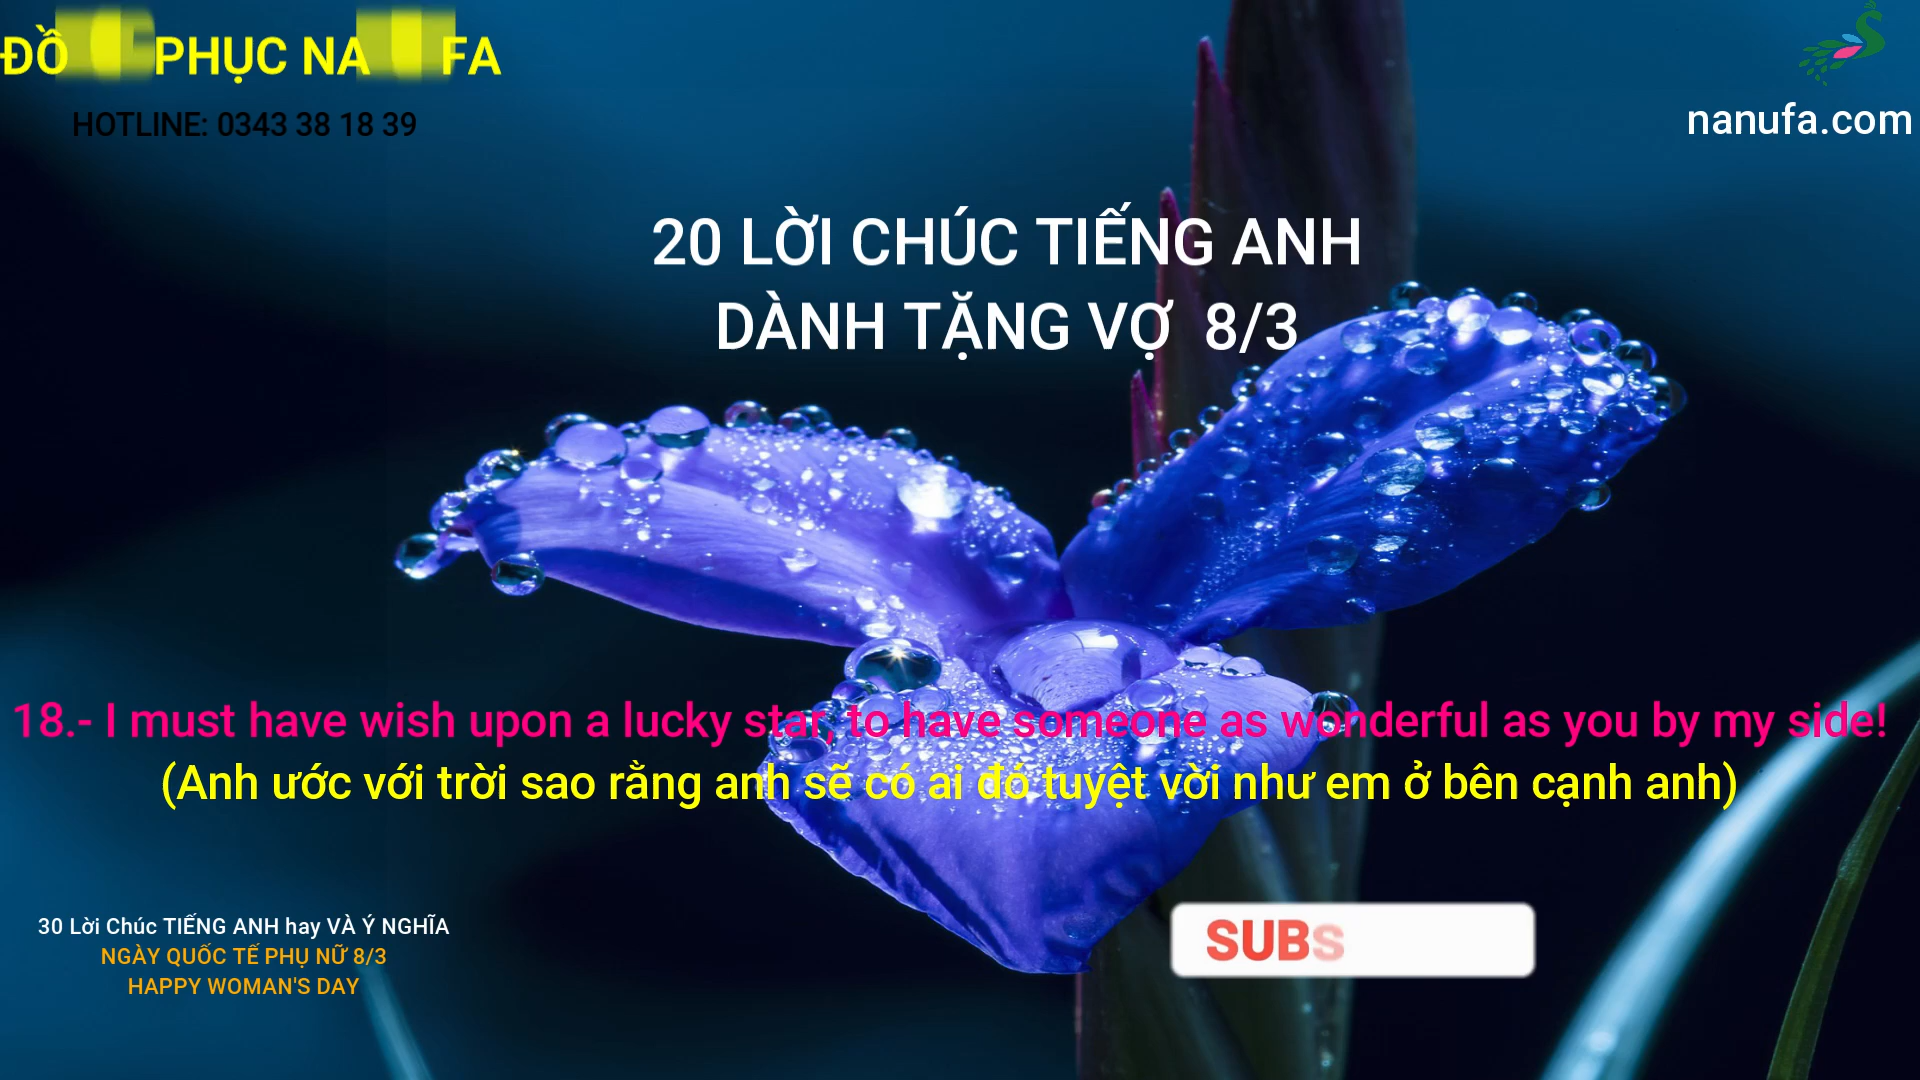 ĐỒ PHỤC
HOTLINE: 0343 38 18 39
nanufa.com
20 LỜI CHÚC TIẾNG ANH
DÀNH TẶNG VỢ 8/3
18.- I must have wish upon a lucky star, to have someone as wonderful as you by my side!
(Anh ước với trời sao rằng anh sẽ có ai đó tuyệt vời như em ở bên cạnh anh)
30 Lời Chúc TIẾNG ANH hay VÀ Ý NGHĨA
NGÀY QUỐC TẾ PHỤ NỮ 8/3
HAPPY WOMAN'S DAY
SUBS